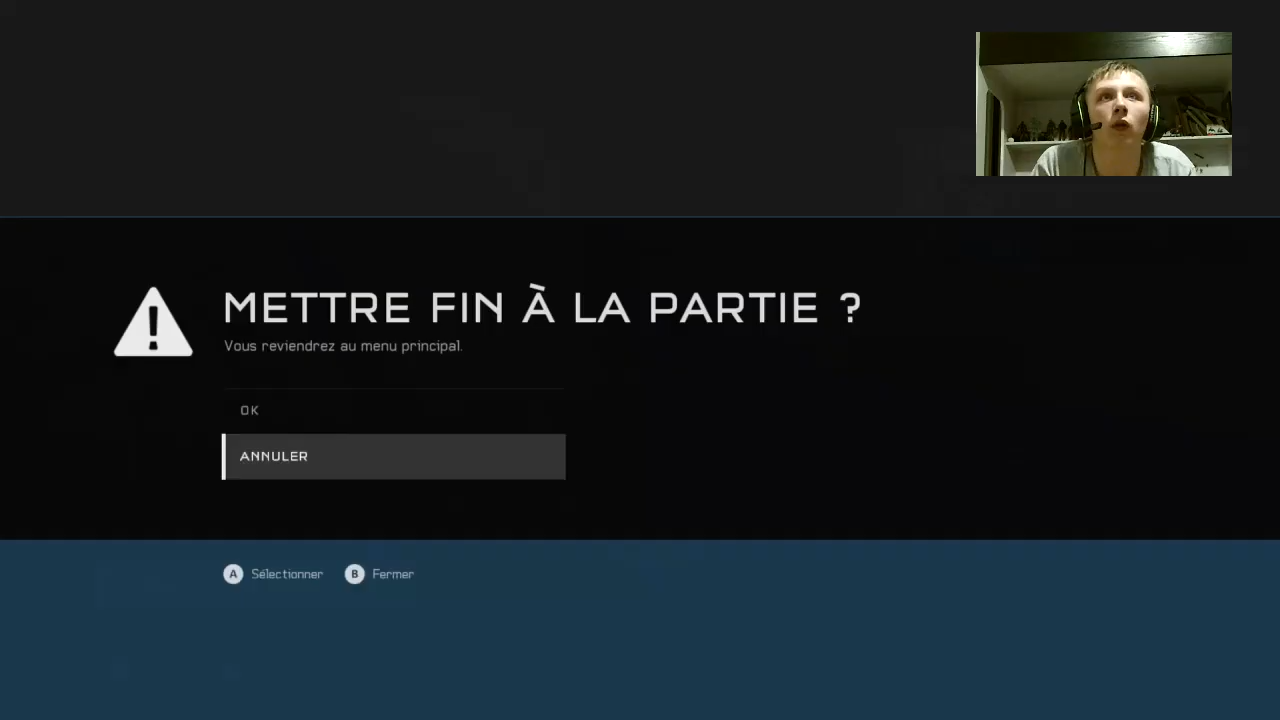 METTRE FIN À LA PARTIE ?
Vous reviendrez au menu principal.
OK
ANNULER
A Sélectionner B Fermer